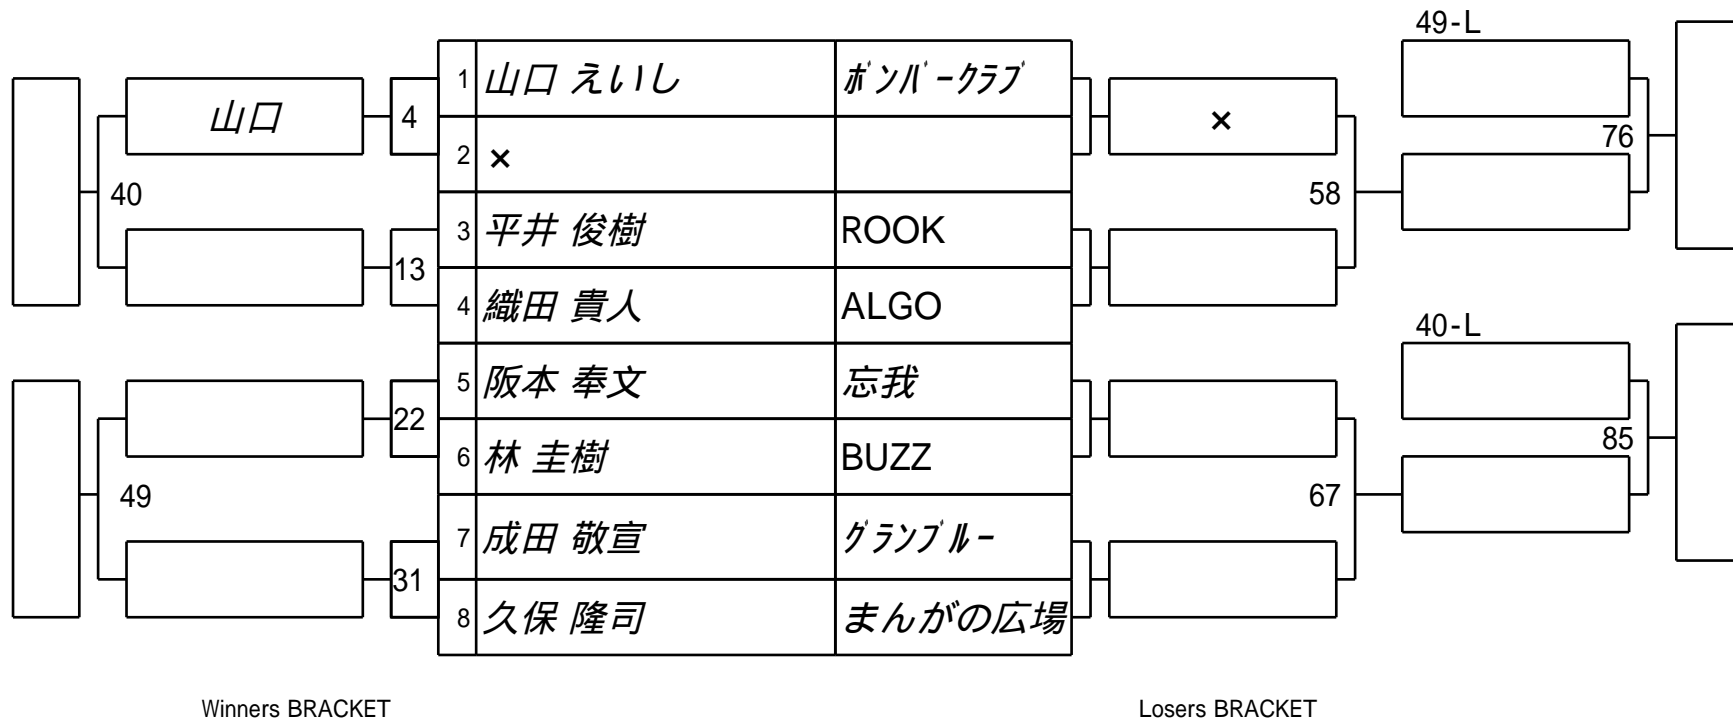 49-L
1 山口 えいし ボンバークラブ
山口 4 × 76
2 ×
40 58
3 平井 俊樹 ROOK
13
4 織田 貴人 ALGO
40-L
5 阪本 奉文 忘我
22 85
6 林 圭樹 BUZZ
49 67
7 成田 敬宣 グランブルー
31
8 久保 隆司 まんがの広場
Winners BRACKET Losers BRACKET